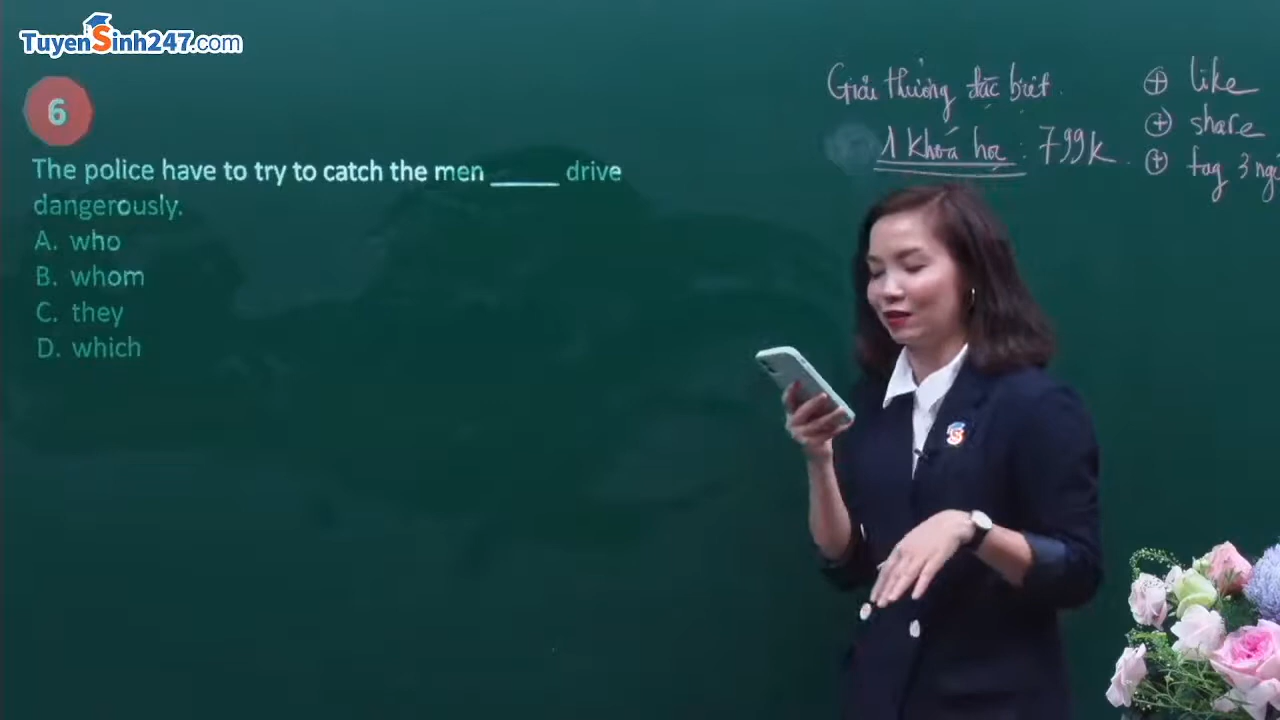 TuyenSinh247.com
6
The police have to try to catch the men _____ drive
dangerously.
A. who
B. whom
C. they
D. which
Giải thưởng đặc biệt.
1 khoá học : 799k.
+ like
+ share
+ tag 3
S